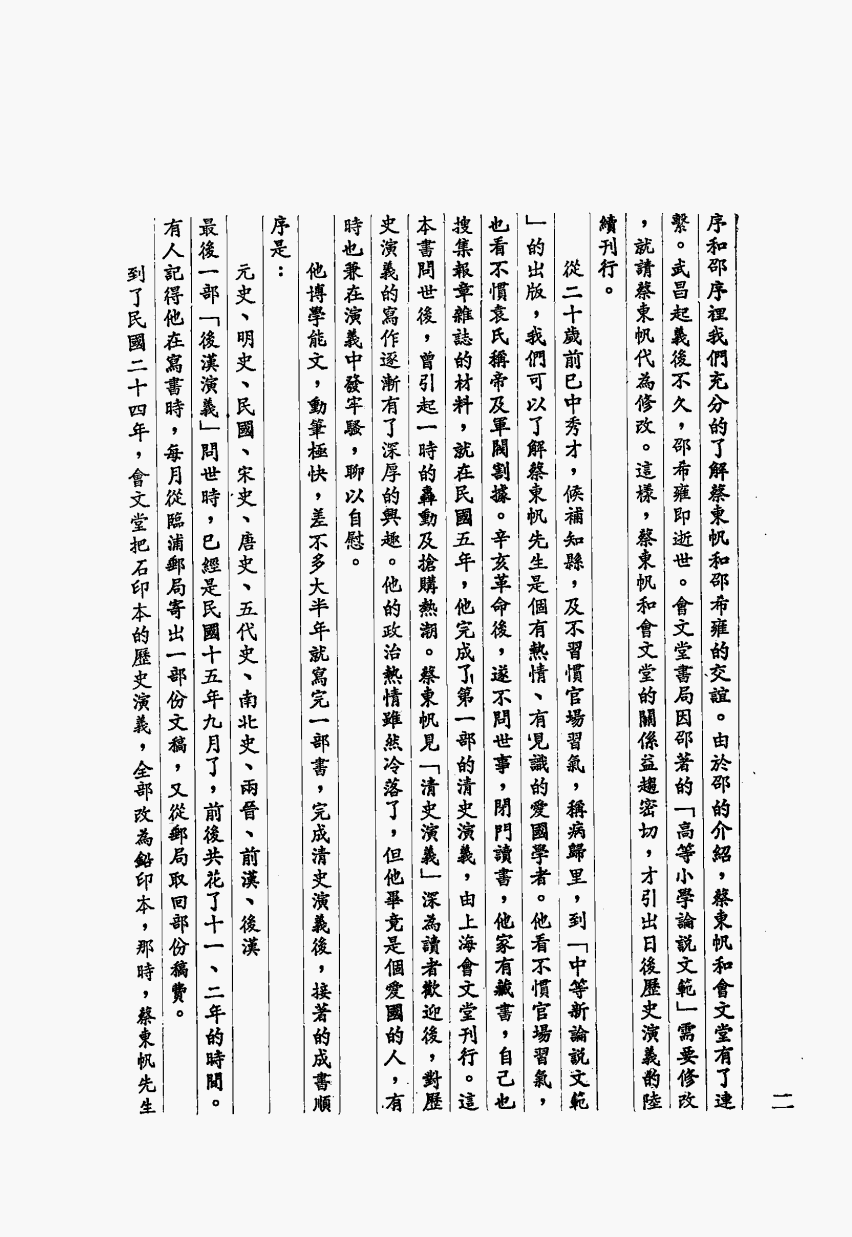 序和邵序裡我們充分的了解蔡東帆和邵希雍的交誼。由於邵的介紹,蔡東帆和會文堂有了連
繫。武昌起義後不久,邵希雍即逝世。會文堂書局因邵著的「高等小學論説文範」需要修改
,就請蔡東帆代為修改。這樣,蔡東帆和會文堂的關係益趨密切,才引出日後歷史演義的陸
續刊行。
從二十歲前已中秀才,候補知縣,及不習慣官場習氣,稱病歸里,到「中等新論説文範
」的出版,我們可以了解蔡東帆先生是個有熱情、有見識的愛國學者。他看不慣官場習氣,
也看不慣袁氏稱帝及軍閥割據。辛亥革命後,遂不問世事,閉門讀書,他家有藏書,自己也
搜集報章雜誌的材料,就在民國五年,他完成了第一部的清史演義,由上海會文堂刊行。這
本書問世後,曾引起一時的轟動及搶購熱潮。蔡東帆見「清史演義」深為讀者歡迎後,對歷
史演義的寫作逐漸有了深厚的興趣。他的政治熱情雖然冷落了,但他畢竟是個愛國的人,有
時也兼在演義中發牢騷,聊以自慰。
他博學能文,動筆極快,差不多大半年就寫完一部書,完成清史演義後,接著的成書順
序是:
元史、明史、民國、宋史、唐史、五代史、南北史、兩晉、前漢、後漢
最後一部「後漢演義」問世時,已經是民國十五年九月了,前後共花了十一、二年的時間。
有人記得他在寫書時,每月從臨浦郵局寄出一部份文稿,又從郵局取回部份稿費。
到了民國二十四年,會文堂把石印本的歷史演義,全部改為鉛印本,那時,蔡東帆先生
二